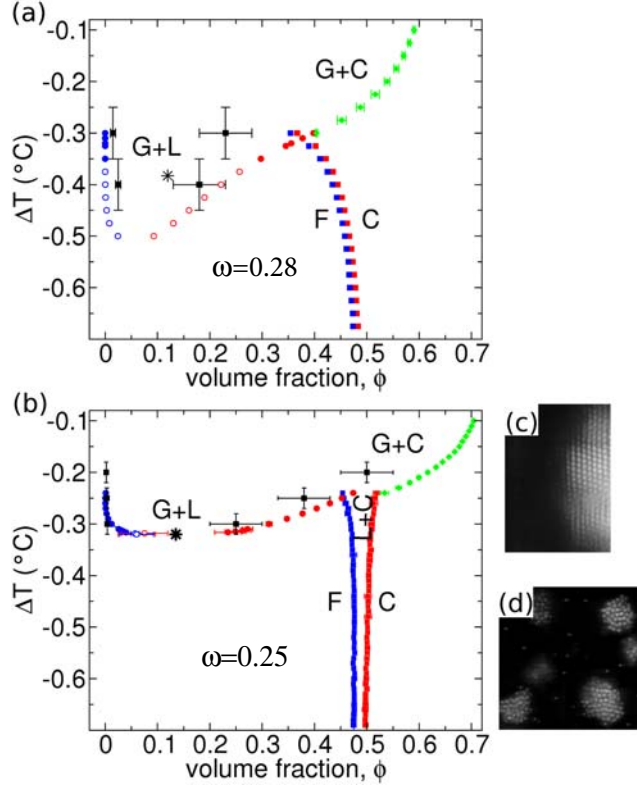 (a)
-0.1
-0.2
-0.3
-0.4
-0.5
-0.6
ΔT (°C)
G+C
G+L
F C
ω=0.28
0 0.1 0.2 0.3 0.4 0.5 0.6 0.7
volume fraction, ϕ
(b)
-0.1
-0.2
-0.3
-0.4
-0.5
-0.6
ΔT (°C)
G+C
G+L
L+C
F C
ω=0.25
0 0.1 0.2 0.3 0.4 0.5 0.6 0.7
volume fraction, ϕ
(c)
(d)